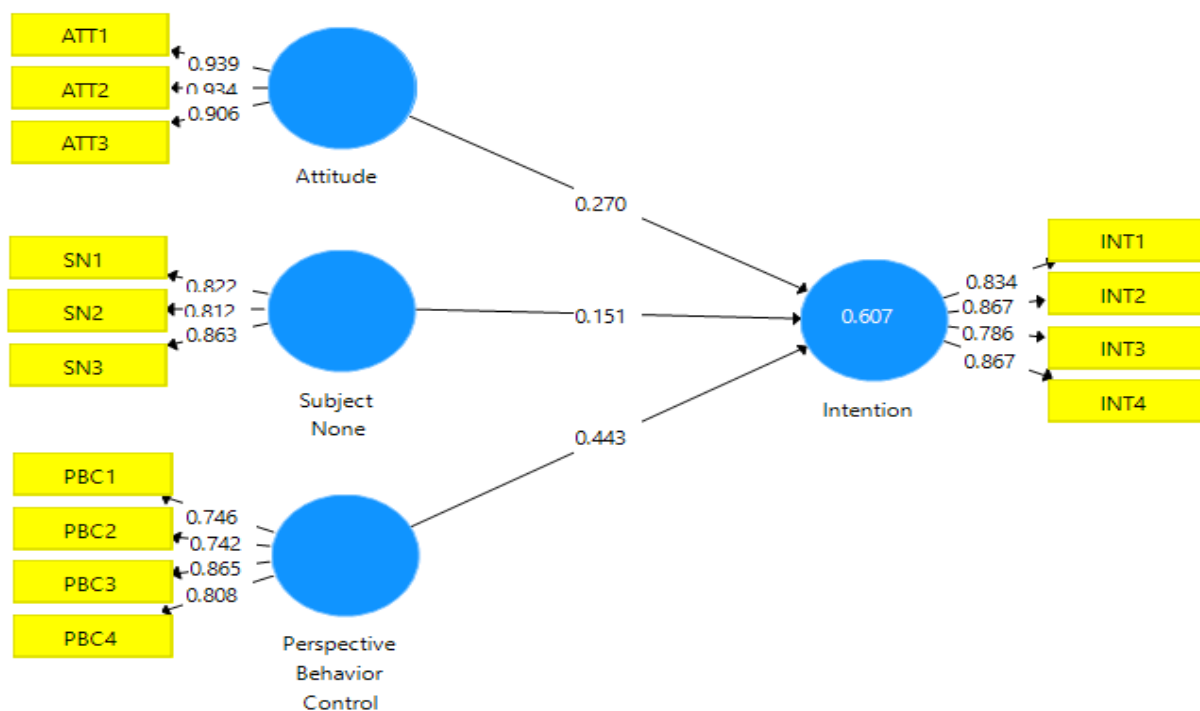 ATT1
ATT2
ATT3
0.939
0.934
0.906
Attitude
0.270
SN1
SN2
SN3
0.822
0.812
0.863
Subject
None
0.151
PBC1
PBC2
PBC3
PBC4
0.746
0.742
0.865
0.808
Perspective
Behavior
Control
0.443
0.607
Intention
0.834
0.867
0.786
0.867
INT1
INT2
INT3
INT4